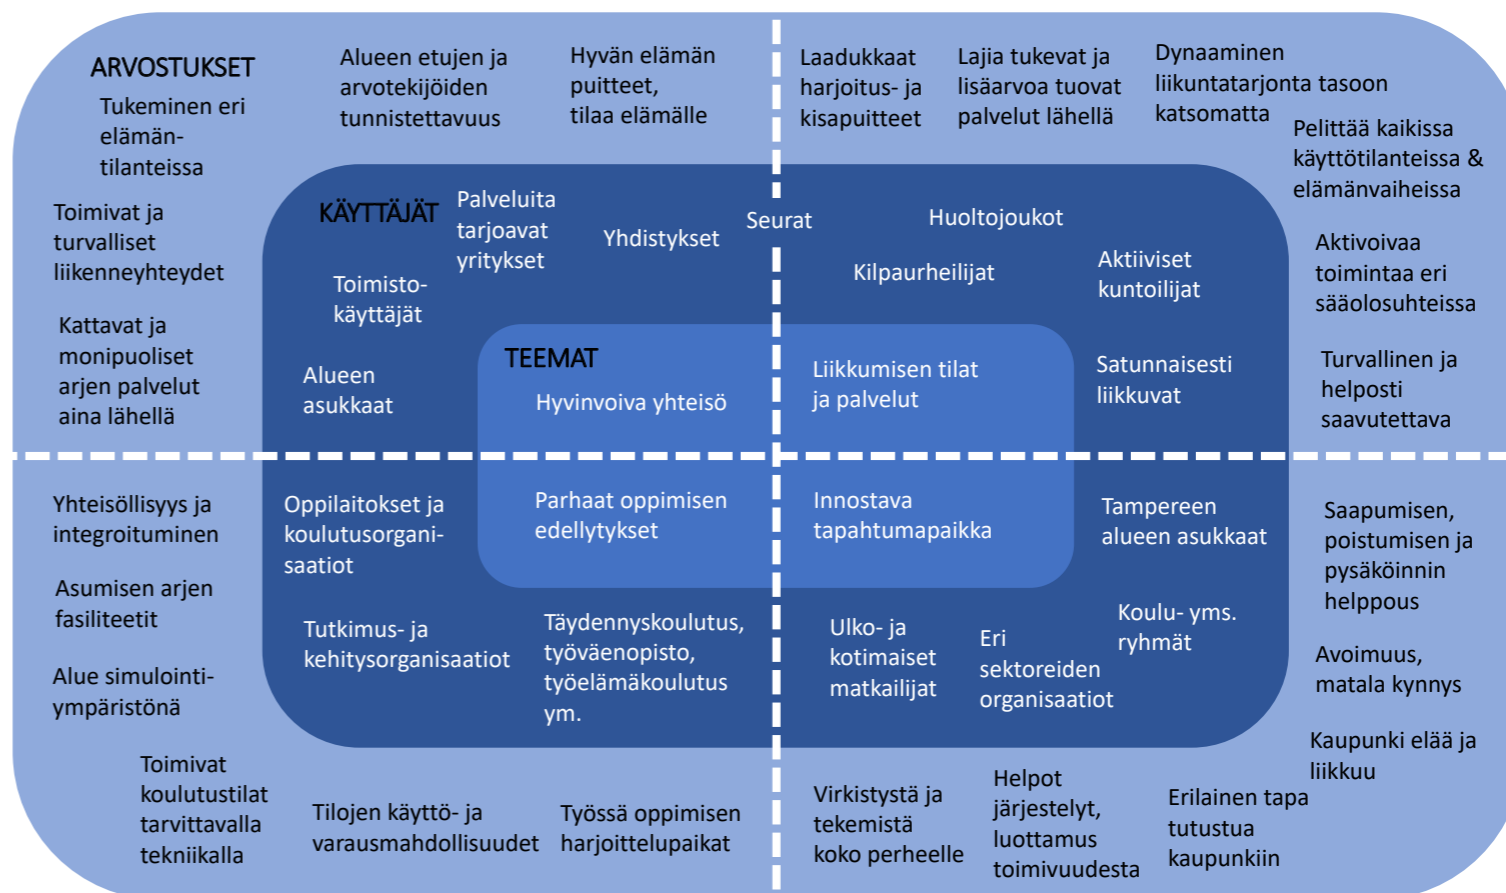 ARVOSTUKSET
Tukeminen eri
elämän-
tilanteissa
Alueen etujen ja
arvotekijöiden
tunnistettavuus
Hyvän elämän
puitteet,
tilaa elämälle
Toimivat ja
turvalliset
liikenneyhteydet
Kattavat ja
monipuoliset
arjen palvelut
aina lähellä
Laadukkaat
harjoitus- ja
kisapuitteet
Lajia tukevat ja
lisäarvoa tuovat
palvelut lähellä
Dynaaminen
liikuntatarjonta tasoon
katsomatta
Pelittää kaikissa
käyttötilanteissa &
elämänvaiheissa
Aktivoivaa
toimintaa eri
sääolosuhteissa
Turvallinen ja
helposti
saavutettava
KÄYTTÄJÄT
Palveluita
tarjoavat
yritykset
Yhdistykset
Seurat
Huoltojoukot
Toimisto-
käyttäjät
Kilpaurheilijat
Aktiiviset
kuntoilijat
Alueen
asukkaat
Satunnaisesti
liikkuvat
TEEMAT
Hyvinvoiva yhteisö
Liikkumisen tilat
ja palvelut
Parhaat oppimisen
edellytykset
Innostava
tapahtumapaikka
Oppilaitokset ja
koulutusorgani-
saatiot
Tampereen
alueen asukkaat
Tutkimus- ja
kehitysorganisaatiot
Täydennyskoulutus,
työväenopisto,
työelämäkoulutus
ym.
Ulko- ja
kotimaiset
matkailijat
Eri
sektoreiden
organisaatiot
Koulu- yms.
ryhmät
Yhteisöllisyys ja
integroituminen
Asumisen arjen
fasiliteetit
Alue simulointi-
ympäristönä
Toimivat
koulutustilat
tarvittavalla
tekniikalla
Tilojen käyttö- ja
varausmahdollisuudet
Työssä oppimisen
harjoittelupaikat
Saapumisen,
poistumisen ja
pysäköinnin
helppous
Avoimuus,
matala kynnys
Kaupunki elää ja
liikkuu
Virkistystä ja
tekemistä
koko perheelle
Helpot
järjestelyt,
luottamus
toimivuudesta
Erilainen tapa
tutustua
kaupunkiin